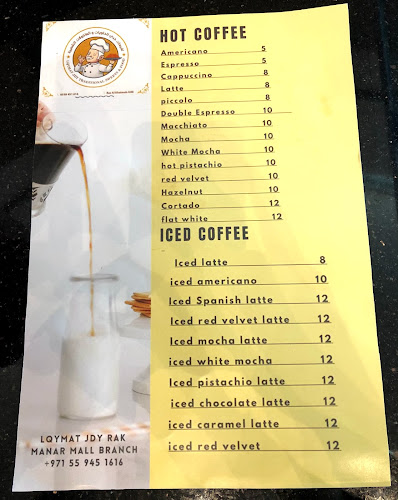 HOT COFFEE
Americano 5
Espresso 5
Cappuccino 8
Latte 8
piccolo 8
Double Espresso 10
Macchiato 10
Mocha 10
White Mocha 10
hot pistachio 10
red velvet 10
Hazelnut 10
Cortado 12
flat white 12
ICED COFFEE
Iced latte 8
iced americano 10
Iced Spanish latte 12
Iced red velvet latte 12
Iced mocha latte 12
iced white mocha 12
Iced pistachio latte 12
iced chocolate latte 12
iced caramel latte 12
iced red velvet 12
LQYMAT JDY RAK
MANAR MALL BRANCH
+971 55 945 1616